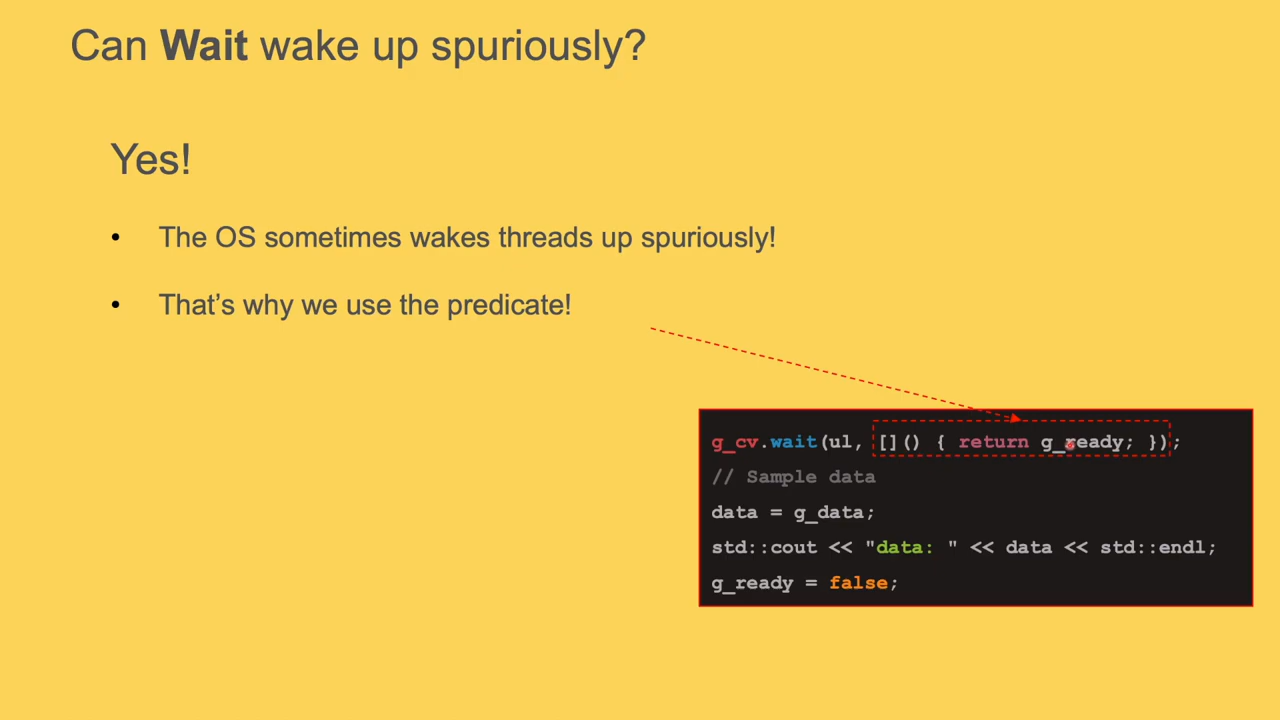 Can Wait wake up spuriously?
Yes!
• The OS sometimes wakes threads up spuriously!
• That’s why we use the predicate!
g_cv.wait(ul, []() { return g_ready; });
// Sample data
data = g_data;
std::cout << "data: " << data << std::endl;
g_ready = false;